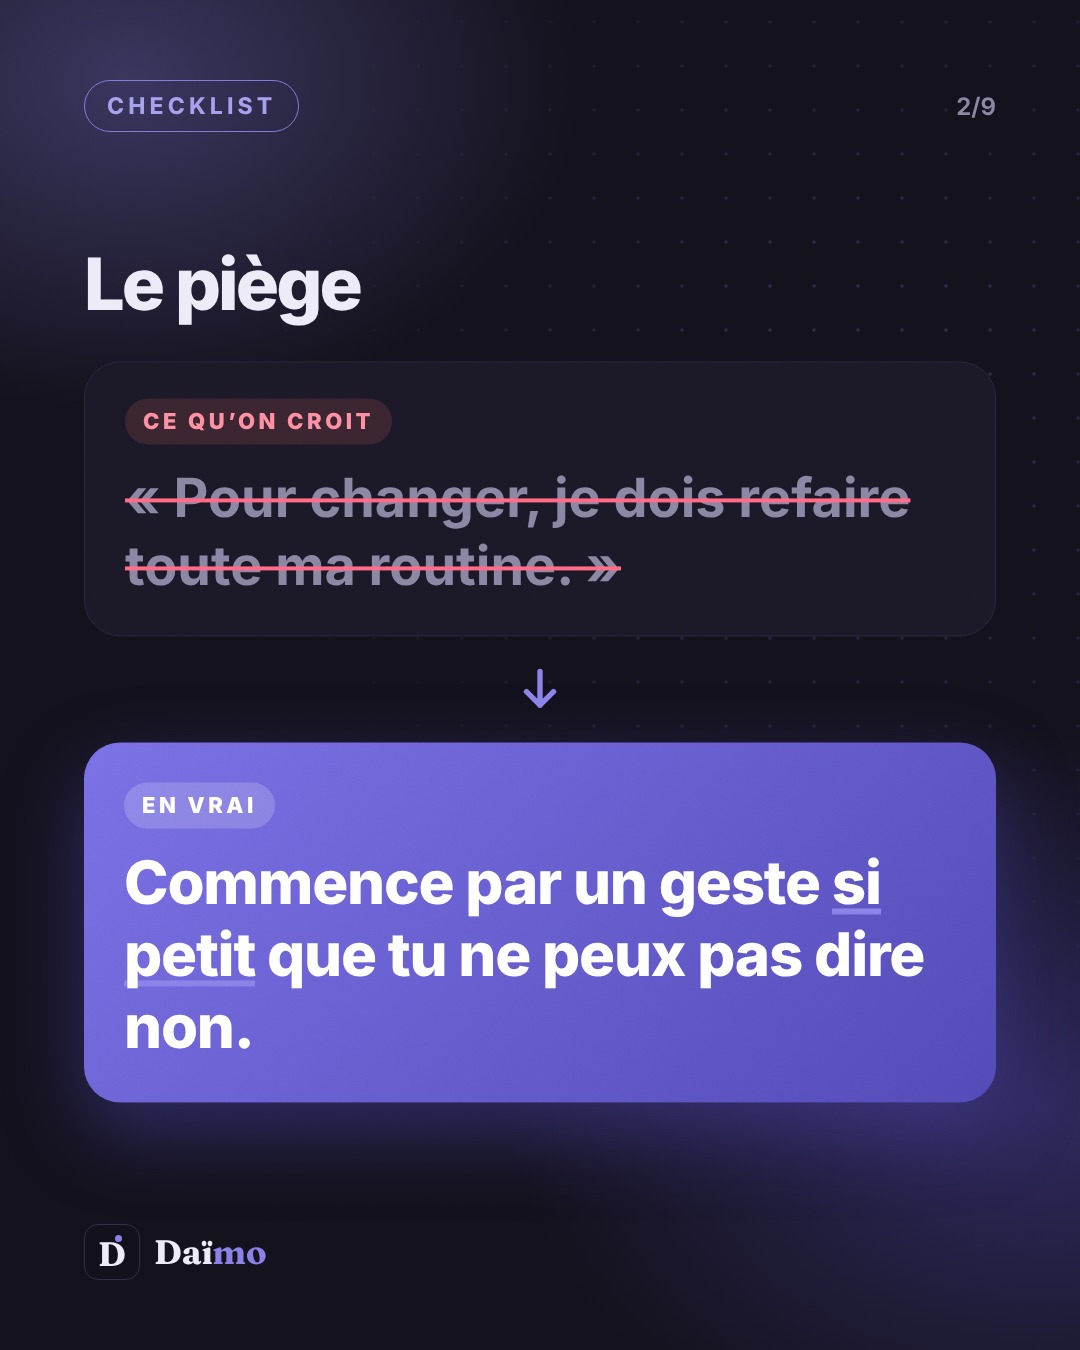 CHECKLIST
2/9
Le piège
CE QU’ON CROIT
« Pour changer, je dois refaire
toute ma routine. »
EN VRAI
Commence par un geste si
petit que tu ne peux pas dire
non.
D Daïmo